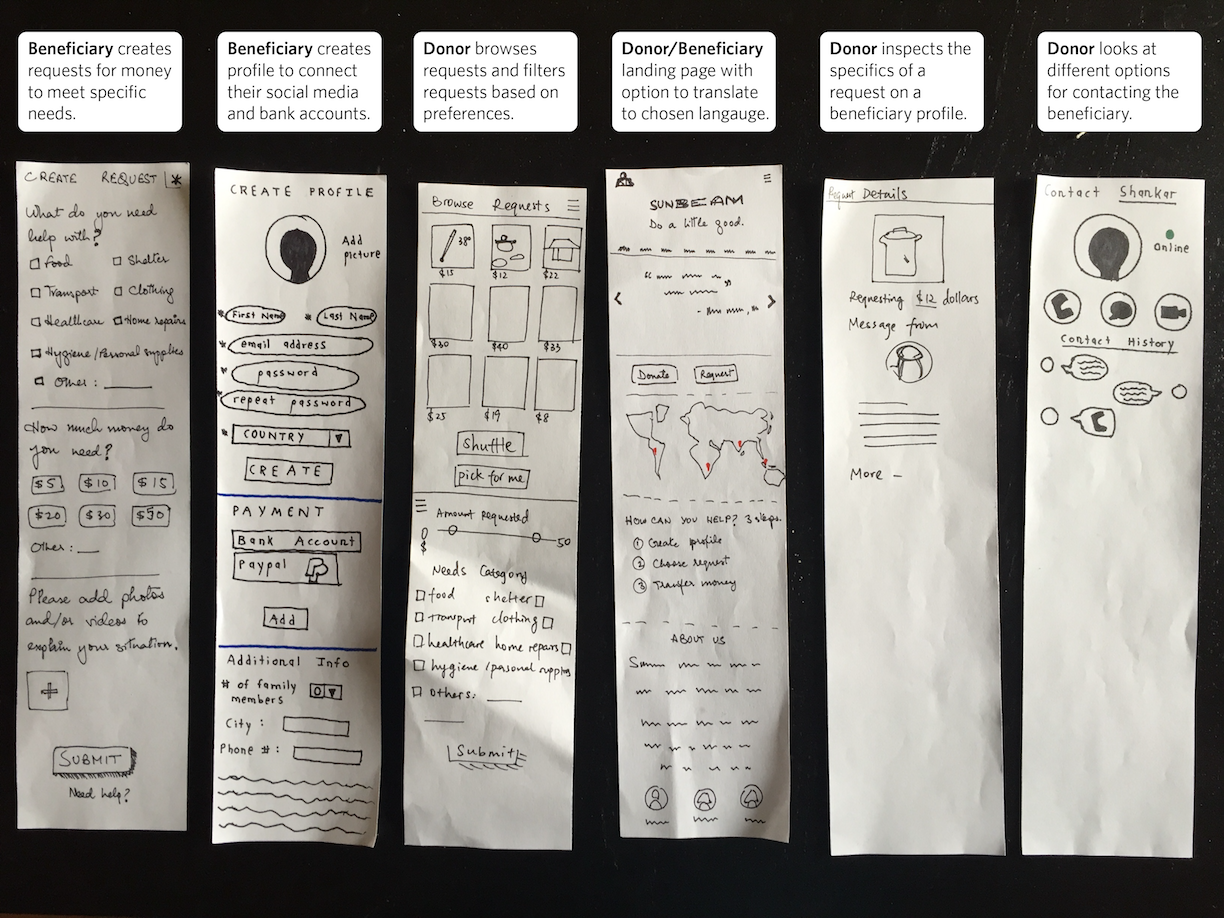 Beneficiary creates
requests for money
to meet specific
needs.
Beneficiary creates
profile to connect
their social media
and bank accounts.
Donor browses
requests and filters
requests based on
preferences.
Donor/Beneficiary
landing page with
option to translate
to chosen langauge.
Donor inspects the
specifics of a
request on a
beneficiary profile.
Donor looks at
different options
for contacting the
beneficiary.
CREATE REQUEST *
What do you need
help with?
Food Shelter
Transport Clothing
Healthcare Home repairs
Hygiene/Personal supplies
Other:
How much money do
you need?
$5 $10 $15
$20 $30 $50
Other:
Please add photos
and/or videos to
explain your situation.
+
SUBMIT
Need help?
CREATE PROFILE
Add
picture
* First Name * Last Name
* email address
* password
* repeat password
* COUNTRY
CREATE
PAYMENT
Bank Account
Paypal
Add
Additional Info
# of family
members
0
City:
Phone #:
Browse Requests
38°
$15 $12 $22
$30 $40 $33
$25 $19 $8
shuffle
pick for me
Amount Requested
0 50
$
Needs Category
food shelter
transport clothing
healthcare home repairs
hygiene/pasonal supplies
others:
Submit
SUNBEAM
Do a little good.
Donate Request
HOW CAN YOU HELP? 3 steps.
1 Create profile
2 Choose request
3 Transfer money
ABOUT US
Request Details
Requesting $12 dollars
Message from
More –
Contact Shankar
Online
Contact History